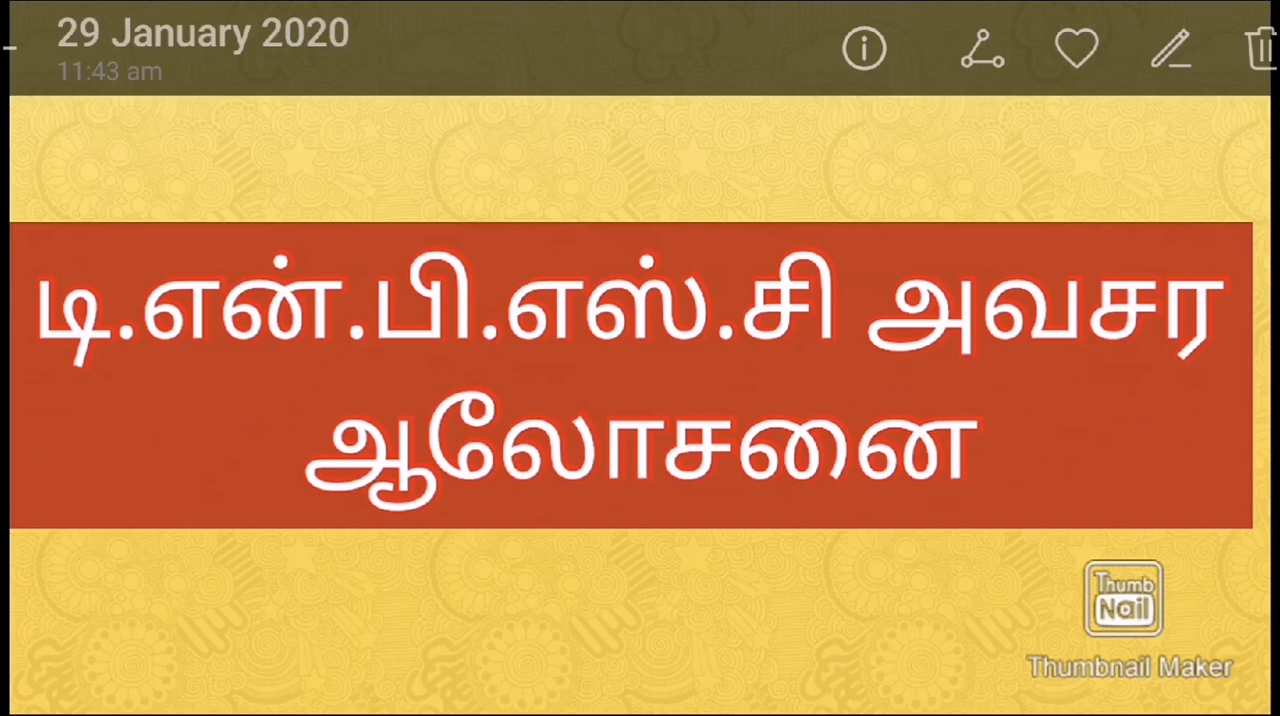 29 January 2020
11:43 am
டி.என்.பி.எஸ்.சி அவசர
ஆலோசனை
Thumb
Nail
Thumbnail Maker